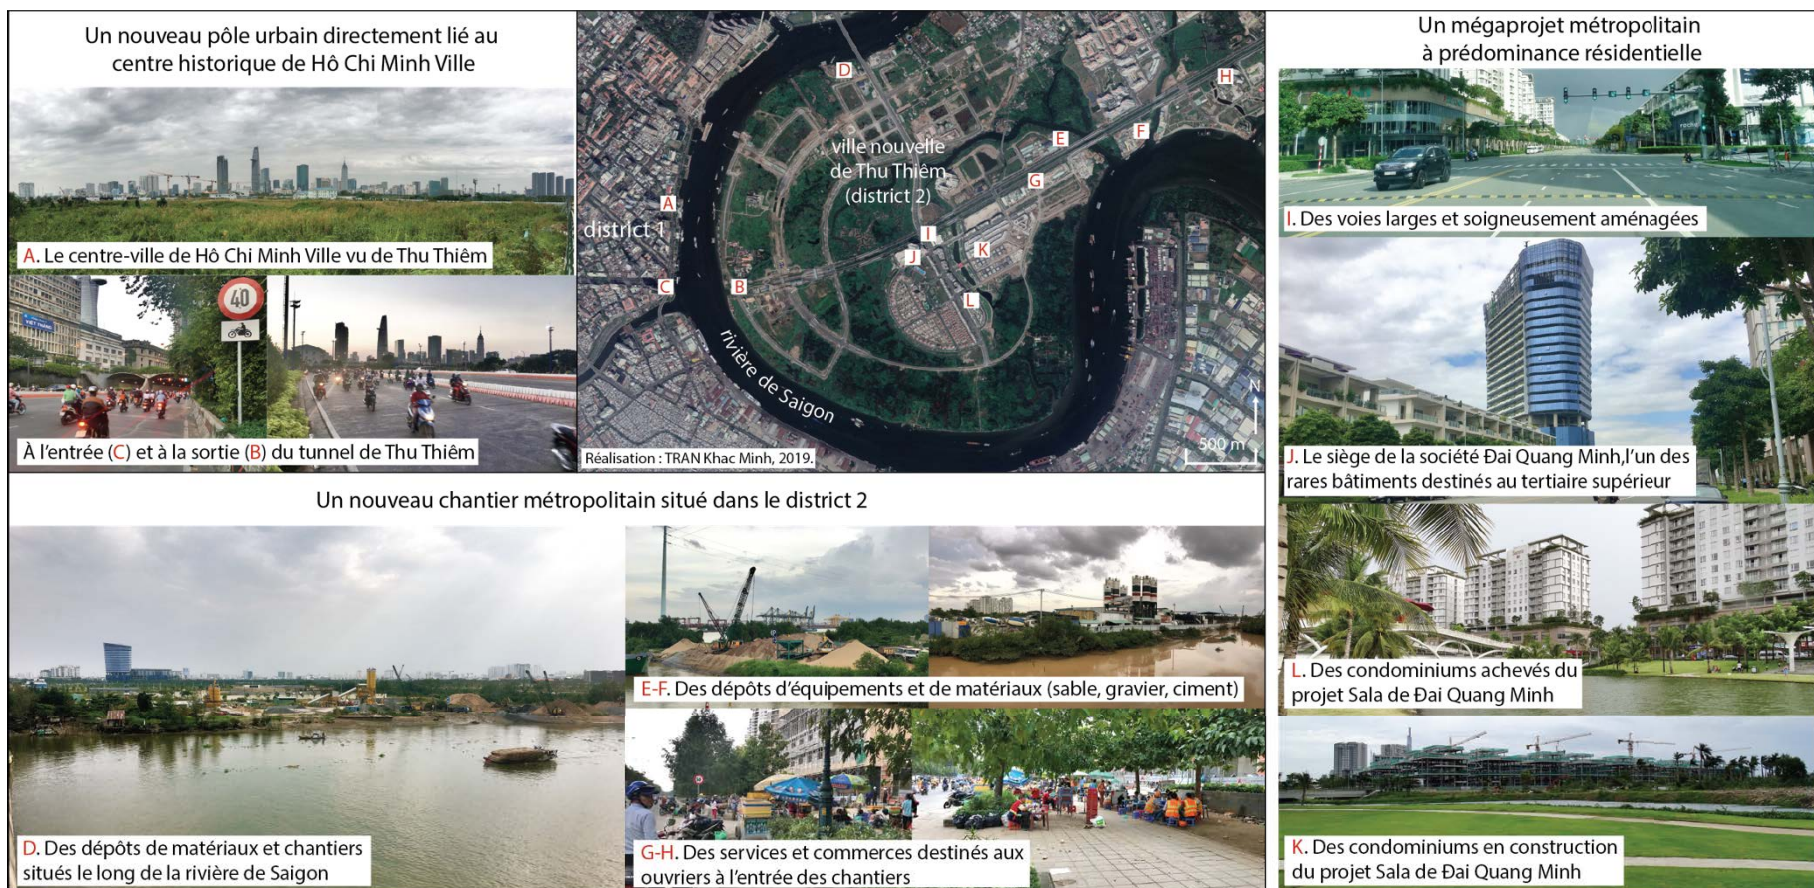 Un nouveau pôle urbain directement lié au
centre historique de Hô Chi Minh Ville
A. Le centre-ville de Hô Chi Minh Ville vu de Thu Thiêm
VIỆT THẮNG
40
À l'entrée (C) et à la sortie (B) du tunnel de Thu Thiêm
D
H
E
F
ville nouvelle
de Thu Thiêm
(district 2)
G
A
district 1
I
J
K
C
B
L
rivière de Saigon
N
500 m
Réalisation : TRAN Khac Minh, 2019.
Un mégaprojet métropolitain
à prédominance résidentielle
I. Des voies larges et soigneusement aménagées
J. Le siège de la société Đai Quang Minh,l'un des
rares bâtiments destinés au tertiaire supérieur
L. Des condominiums achevés du
projet Sala de Đai Quang Minh
K. Des condominiums en construction
du projet Sala de Đai Quang Minh
Un nouveau chantier métropolitain situé dans le district 2
D. Des dépôts de matériaux et chantiers
situés le long de la rivière de Saigon
E-F. Des dépôts d'équipements et de matériaux (sable, gravier, ciment)
G-H. Des services et commerces destinés aux
ouvriers à l'entrée des chantiers